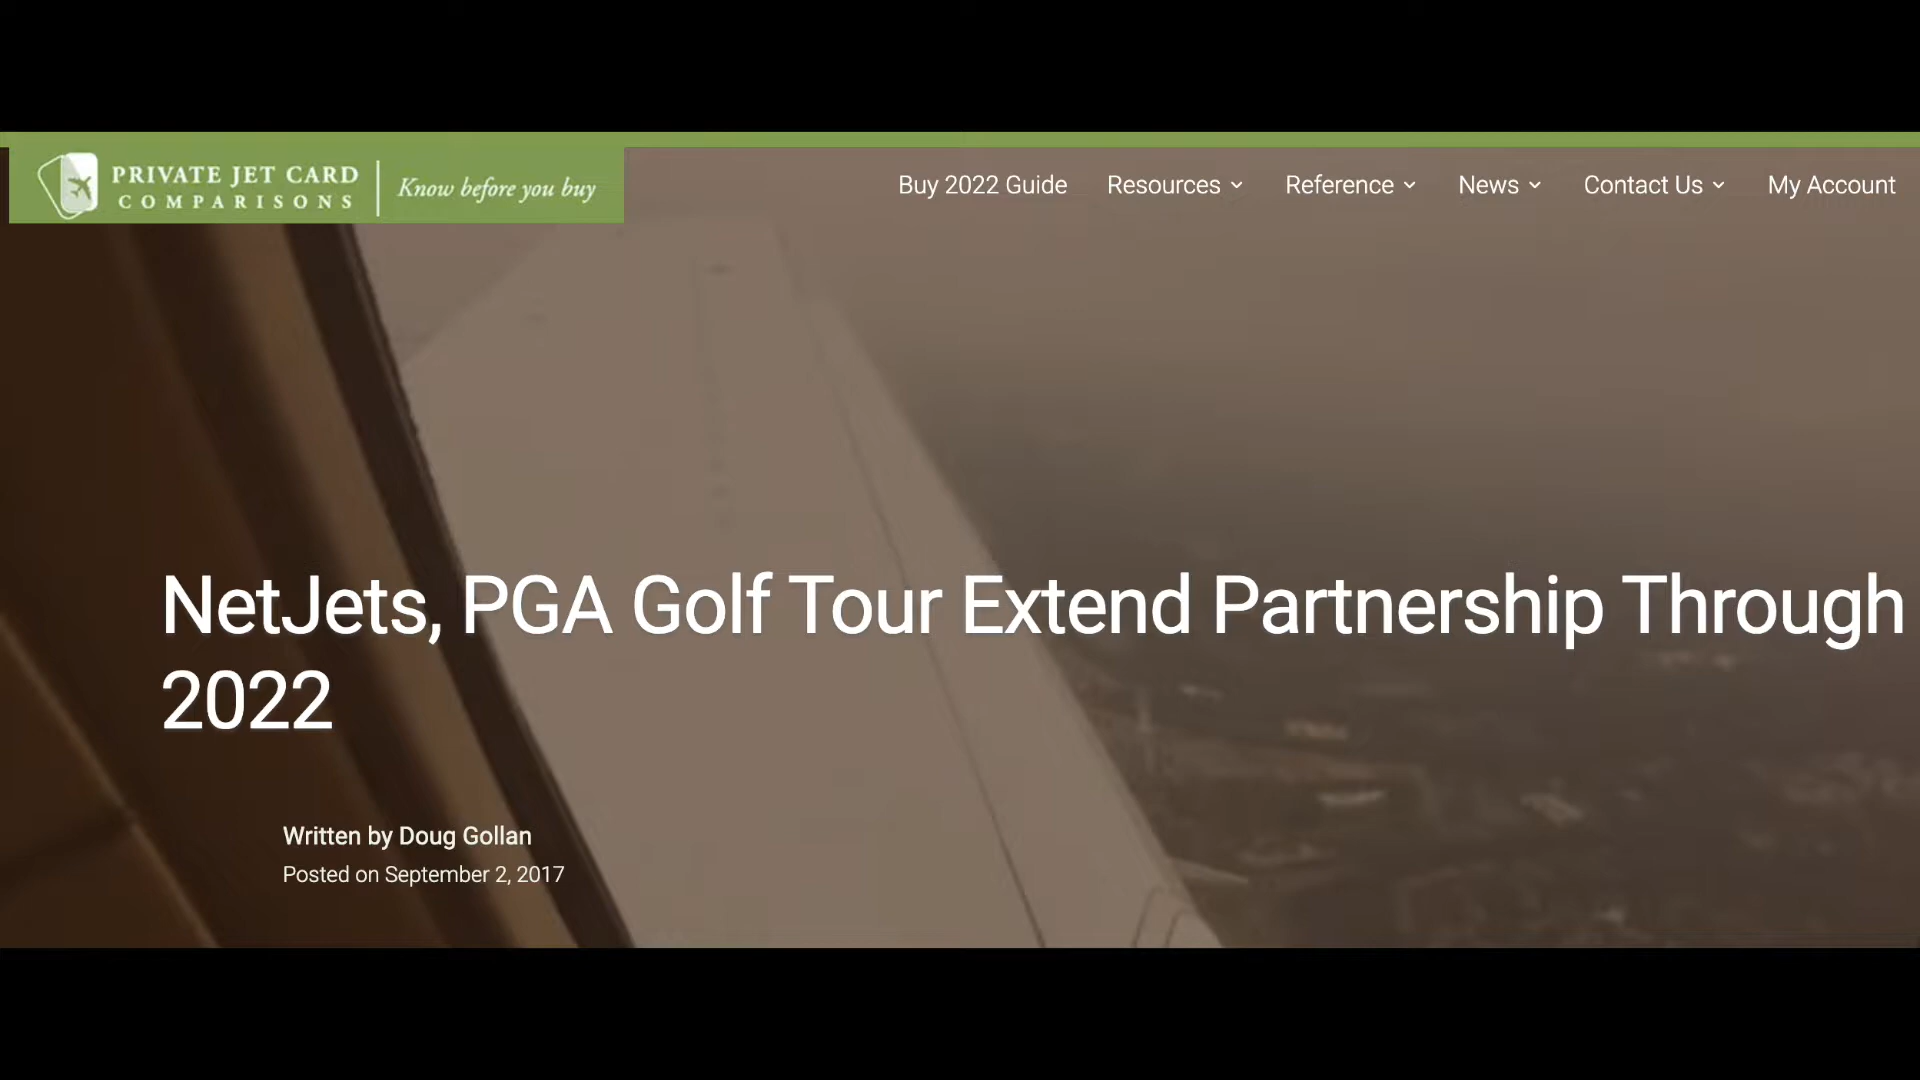 PRIVATE JET CARD
COMPARISONS
Know before you buy
Buy 2022 Guide Resources Reference News Contact Us My Account
NetJets, PGA Golf Tour Extend Partnership Through
2022
Written by Doug Gollan
Posted on September 2, 2017